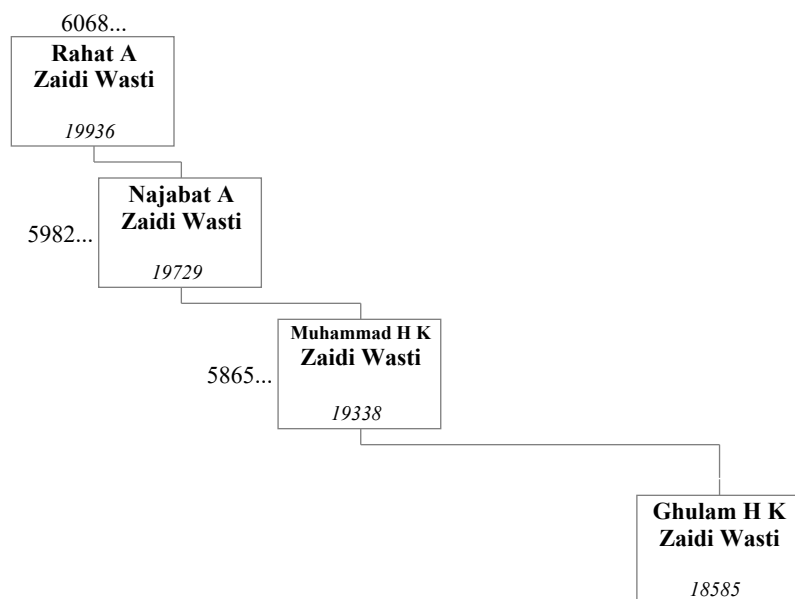 6068...
Rahat A
Zaidi Wasti
19936
Najabat A
Zaidi Wasti
5982...
19729
Muhammad H K
Zaidi Wasti
5865...
19338
Ghulam H K
Zaidi Wasti
18585